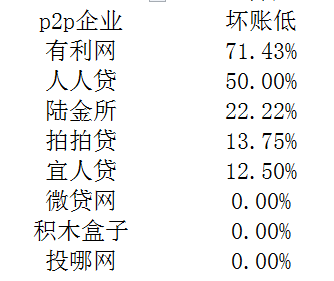 p2p企业 坏账低
有利网 71.43%
人人贷 50.00%
陆金所 22.22%
拍拍贷 13.75%
宜人贷 12.50%
微贷网 0.00%
积木盒子 0.00%
投哪网 0.00%